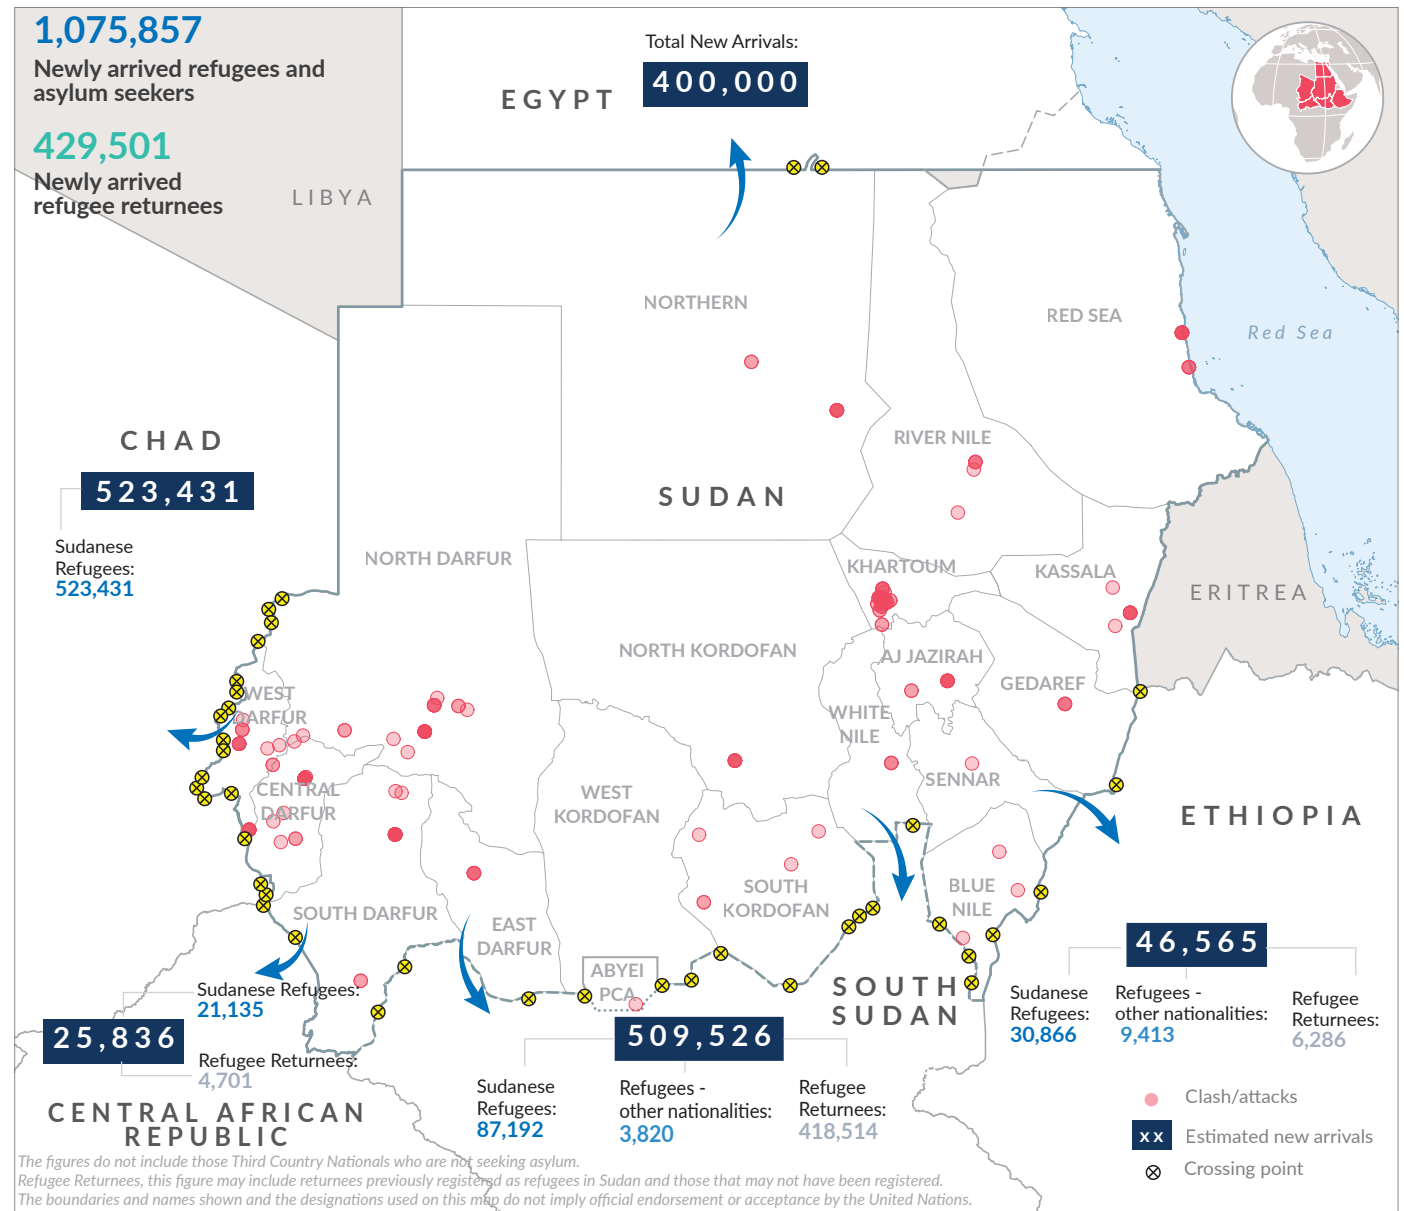 1,075,857
Newly arrived refugees and
asylum seekers
429,501
Newly arrived
refugee returnees
LIBYA
EGYPT
Total New Arrivals:
400,000
NORTHERN
RED SEA
Red Sea
CHAD
523,431
Sudanese
Refugees:
523,431
RIVER NILE
SUDAN
NORTH DARFUR
KHARTOUM
KASSALA
ERITREA
NORTH KORDOFAN
AJ JAZIRAH
GEDAREF
WEST
DARFUR
WHITE
NILE
CENTRAL
DARFUR
WEST
KORDOFAN
SENNAR
ETHIOPIA
SOUTH
KORDOFAN
BLUE
NILE
SOUTH DARFUR
EAST
DARFUR
ABYEI
PCA
SOUTH
SUDAN
46,565
Sudanese
Refugees:
30,866
Refugees -
other nationalities:
9,413
Refugee
Returnees:
6,286
Sudanese Refugees:
21,135
25,836
Refugee Returnees:
4,701
CENTRAL AFRICAN
REPUBLIC
509,526
Sudanese
Refugees:
87,192
Refugees -
other nationalities:
3,820
Refugee
Returnees:
418,514
Clash/attacks
xx Estimated new arrivals
Crossing point
The figures do not include those Third Country Nationals who are not seeking asylum.
Refugee Returnees, this figure may include returnees previously registered as refugees in Sudan and those that may not have been registered.
The boundaries and names shown and the designations used on this map do not imply official endorsement or acceptance by the United Nations.